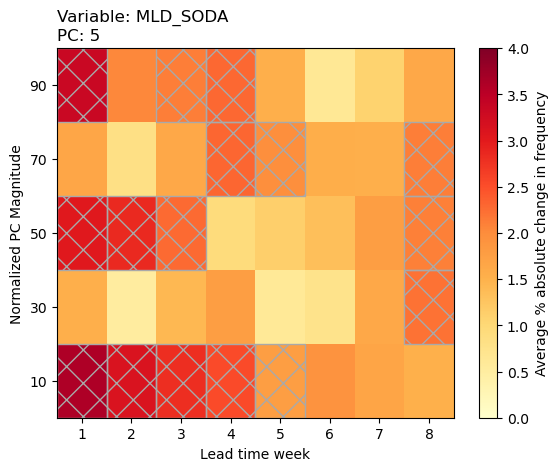 Variable: MLD_SODA
PC: 5
Normalized PC Magnitude
90
70
50
30
10
1 2 3 4 5 6 7 8
Lead time week
4.0
3.5
3.0
2.5
2.0
1.5
1.0
0.5
0.0
Average % absolute change in frequency